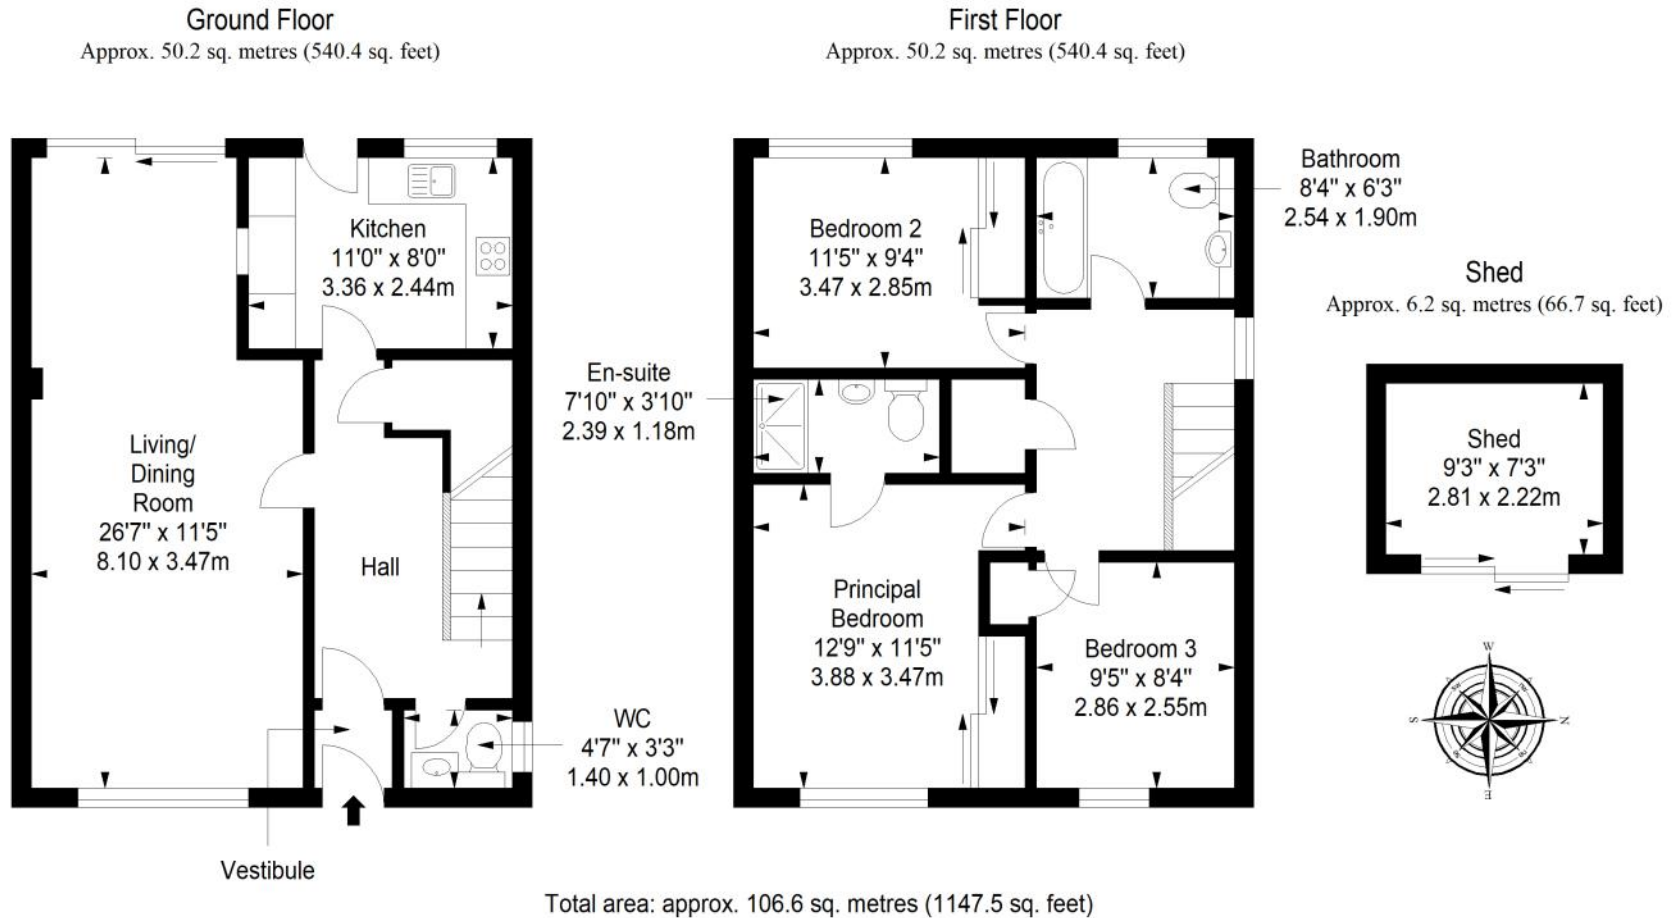 Ground Floor
Approx. 50.2 sq. metres (540.4 sq. feet)
First Floor
Approx. 50.2 sq. metres (540.4 sq. feet)
Kitchen
11'0" x 8'0"
3.36 x 2.44m
Living/
Dining
Room
26'7" x 11'5"
8.10 x 3.47m
Hall
WC
4'7" x 3'3"
1.40 x 1.00m
Vestibule
Bedroom 2
11'5" x 9'4"
3.47 x 2.85m
Bathroom
8'4" x 6'3"
2.54 x 1.90m
En-suite
7'10" x 3'10"
2.39 x 1.18m
Principal
Bedroom
12'9" x 11'5"
3.88 x 3.47m
Bedroom 3
9'5" x 8'4"
2.86 x 2.55m
Shed
Approx. 6.2 sq. metres (66.7 sq. feet)
Shed
9'3" x 7'3"
2.81 x 2.22m
W
S
N
E
Total area: approx. 106.6 sq. metres (1147.5 sq. feet)